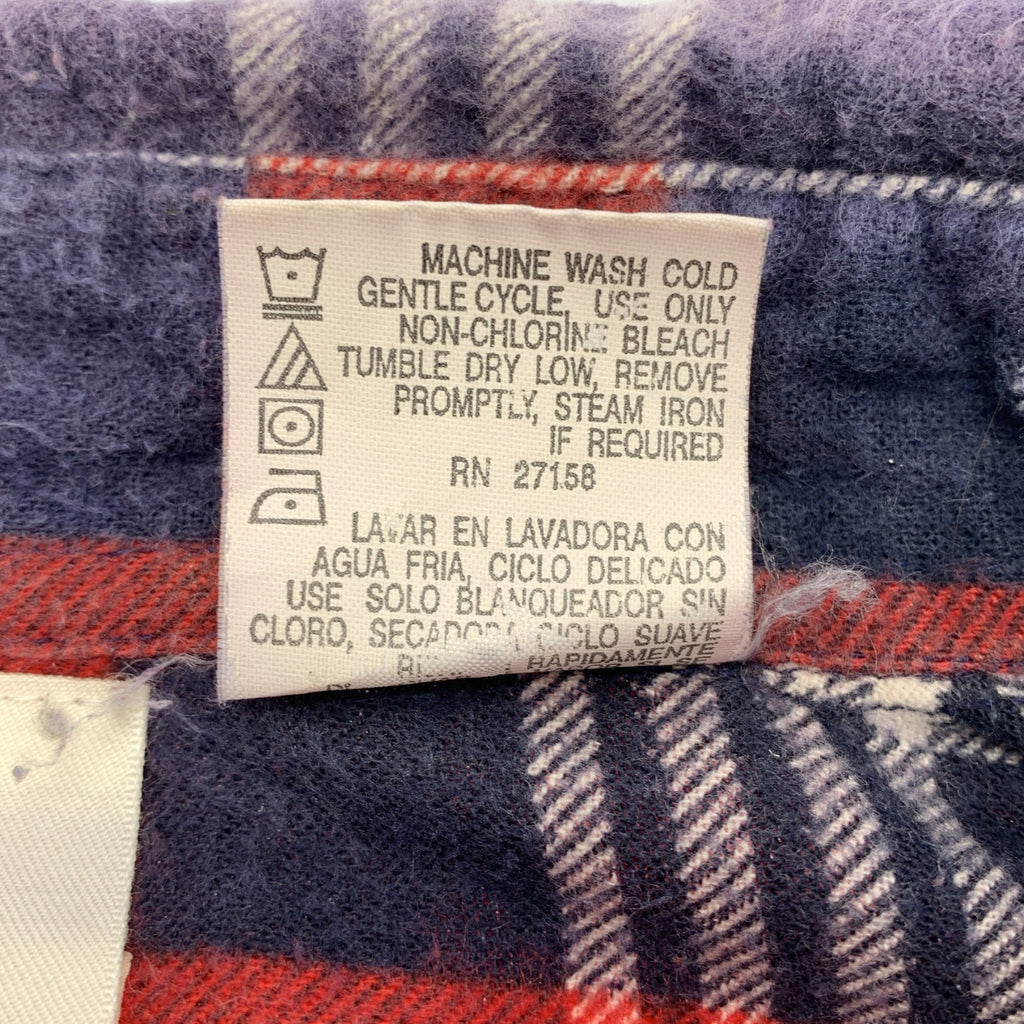 MACHINE WASH COLD
GENTLE CYCLE, USE ONLY
NON-CHLORINE BLEACH
TUMBLE DRY LOW, REMOVE
PROMPTLY, STEAM IRON
IF REQUIRED
RN 27158
LAVAR EN LAVADORA CON
AGUA FRIA, CICLO DELICADO
USE SOLO BLANQUEADOR SIN
CLORO, SECADORA CICLO SUAVE
RAPIDAMENTE